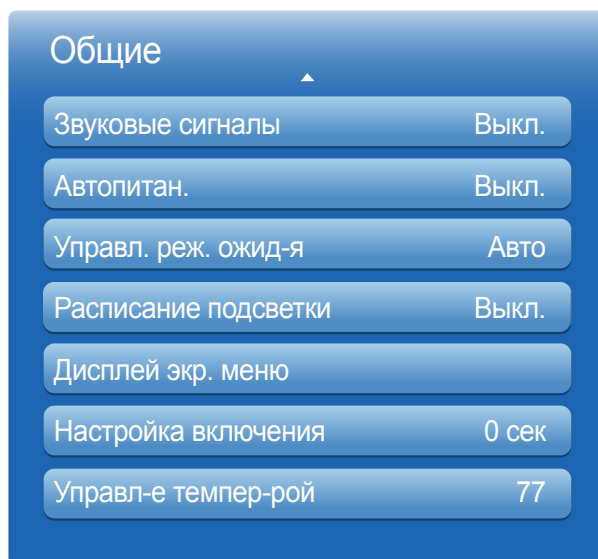 Общие
Звуковые сигналы Выкл.
Автопитан. Выкл.
Управл. реж. ожид-я Авто
Расписание подсветки Выкл.
Дисплей экр. меню
Настройка включения 0 сек
Управл-е темпер-рой 77